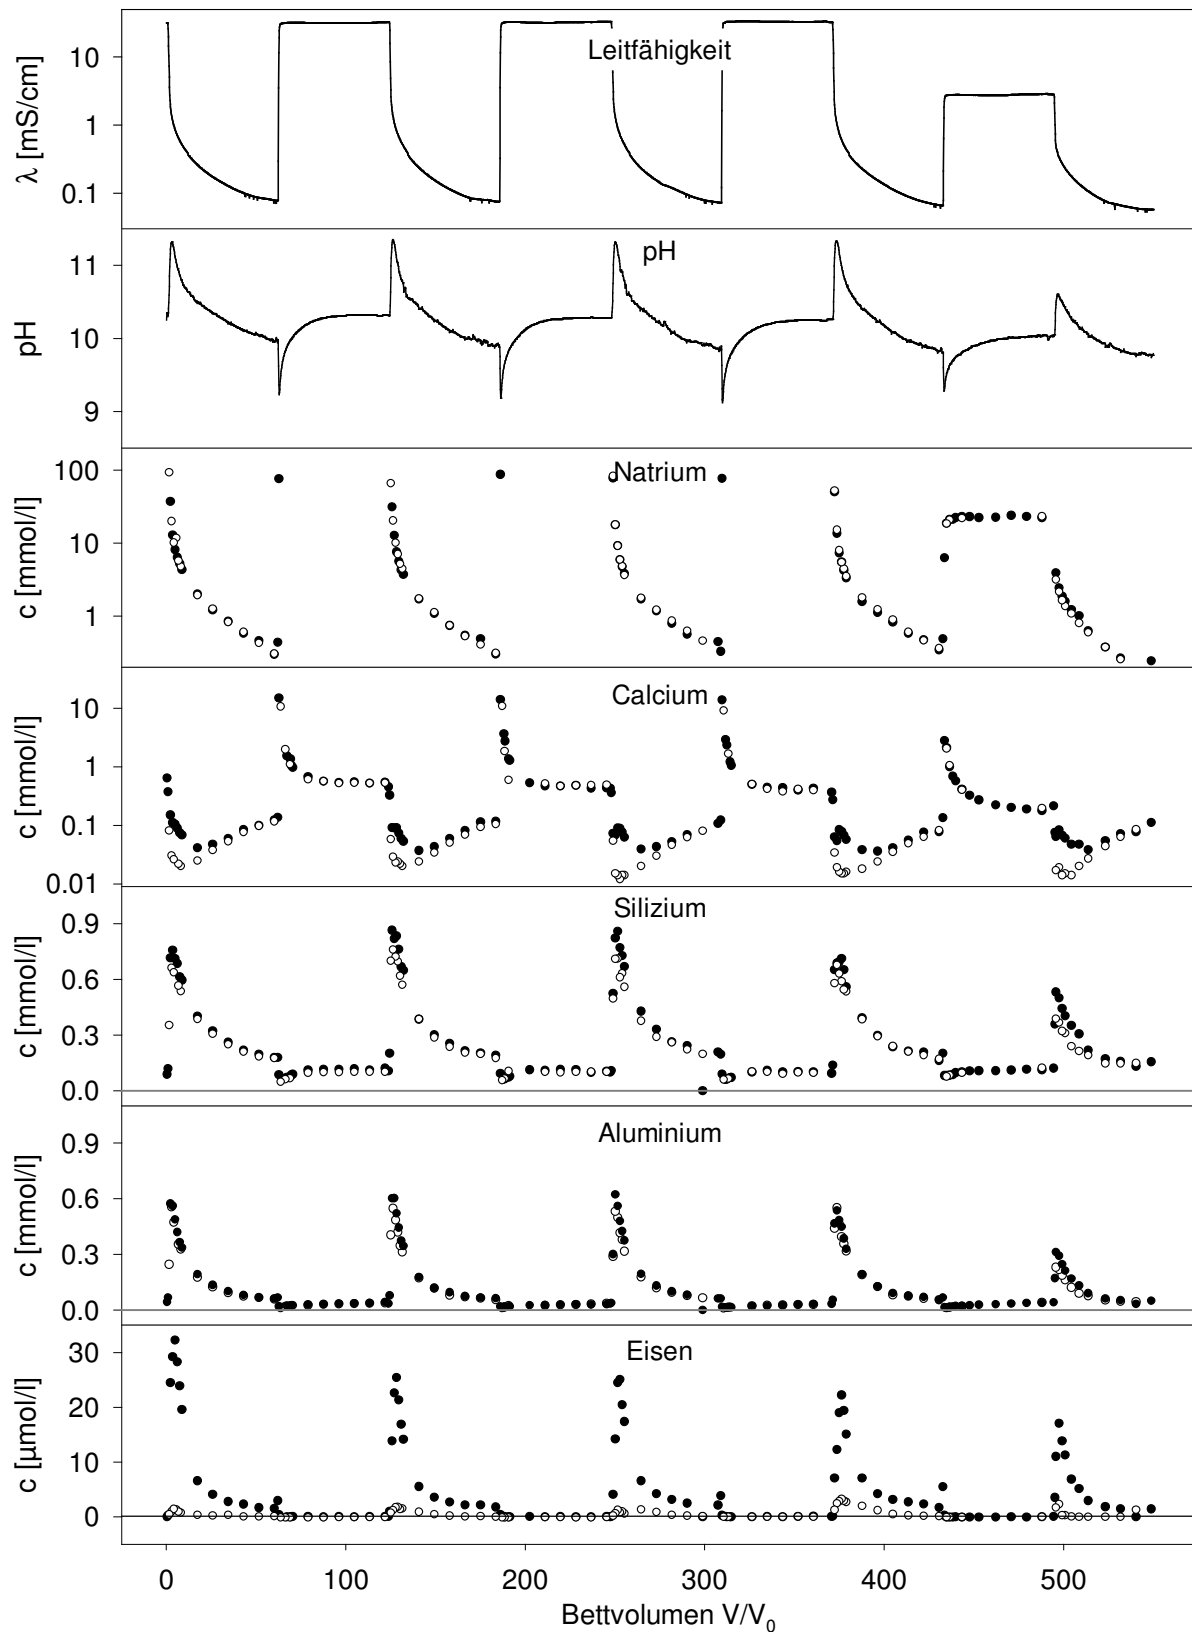 Leitfähigkeit
λ [mS/cm]
10
1
0.1
pH
pH
11
10
9
Natrium
c [mmol/l]
100
10
1
Calcium
c [mmol/l]
10
1
0.1
0.01
Silizium
c [mmol/l]
0.9
0.6
0.3
0.0
Aluminium
c [mmol/l]
0.9
0.6
0.3
0.0
Eisen
c [µmol/l]
30
20
10
0
0 100 200 300 400 500
Bettvolumen V/V₀